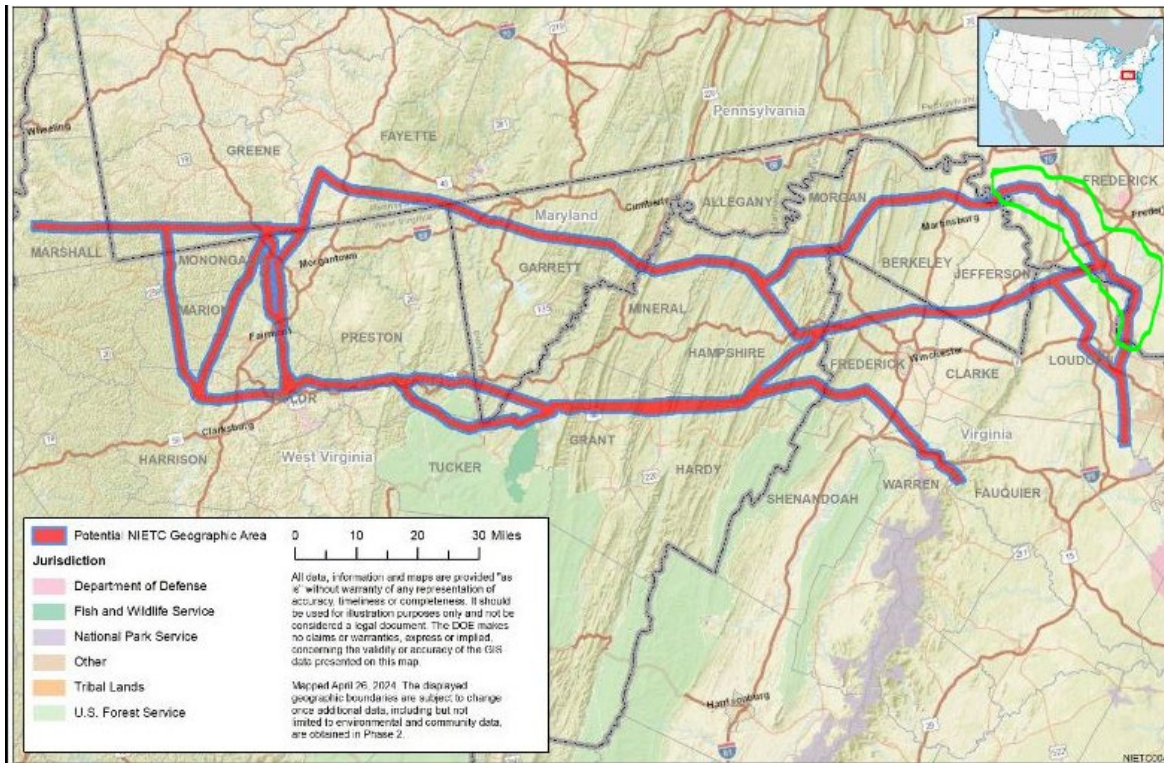 Pennsylvania
Wheeling
GREENE
FAYETTE
Maryland
Cumberland
ALLEGANY
MORGAN
FREDERICK
Martinsburg
MARSHALL
MONONGA
Morgantown
GARRETT
BERKELEY
JEFFERSON
MARION
MINERAL
Fairmont
PRESTON
HAMPSHIRE
FREDERICK
Winchester
CLARKE
LOUDOUN
Clarksburg
HARRISON
West Virginia
TUCKER
GRANT
HARDY
SHENANDOAH
Virginia
WARREN
FAUQUIER
Potential NIETC Geographic Area
Jurisdiction
Department of Defense
Fish and Wildlife Service
National Park Service
Other
Tribal Lands
U.S. Forest Service
0 10 20 30 Miles
All data, information and maps are provided "as
is" without warranty of any representation of
accuracy, timeliness or completeness. It should
be used for illustration purposes only and not be
considered a legal document. The DOE makes
no claims or warranties, express or implied,
concerning the validity or accuracy of the GIS
data presented on this map.
Mapped April 26, 2024. The displayed
geographic boundaries are subject to change
once additional data, including but not
limited to environmental and community data,
are obtained in Phase 2.
Harrisonburg
NIETC00